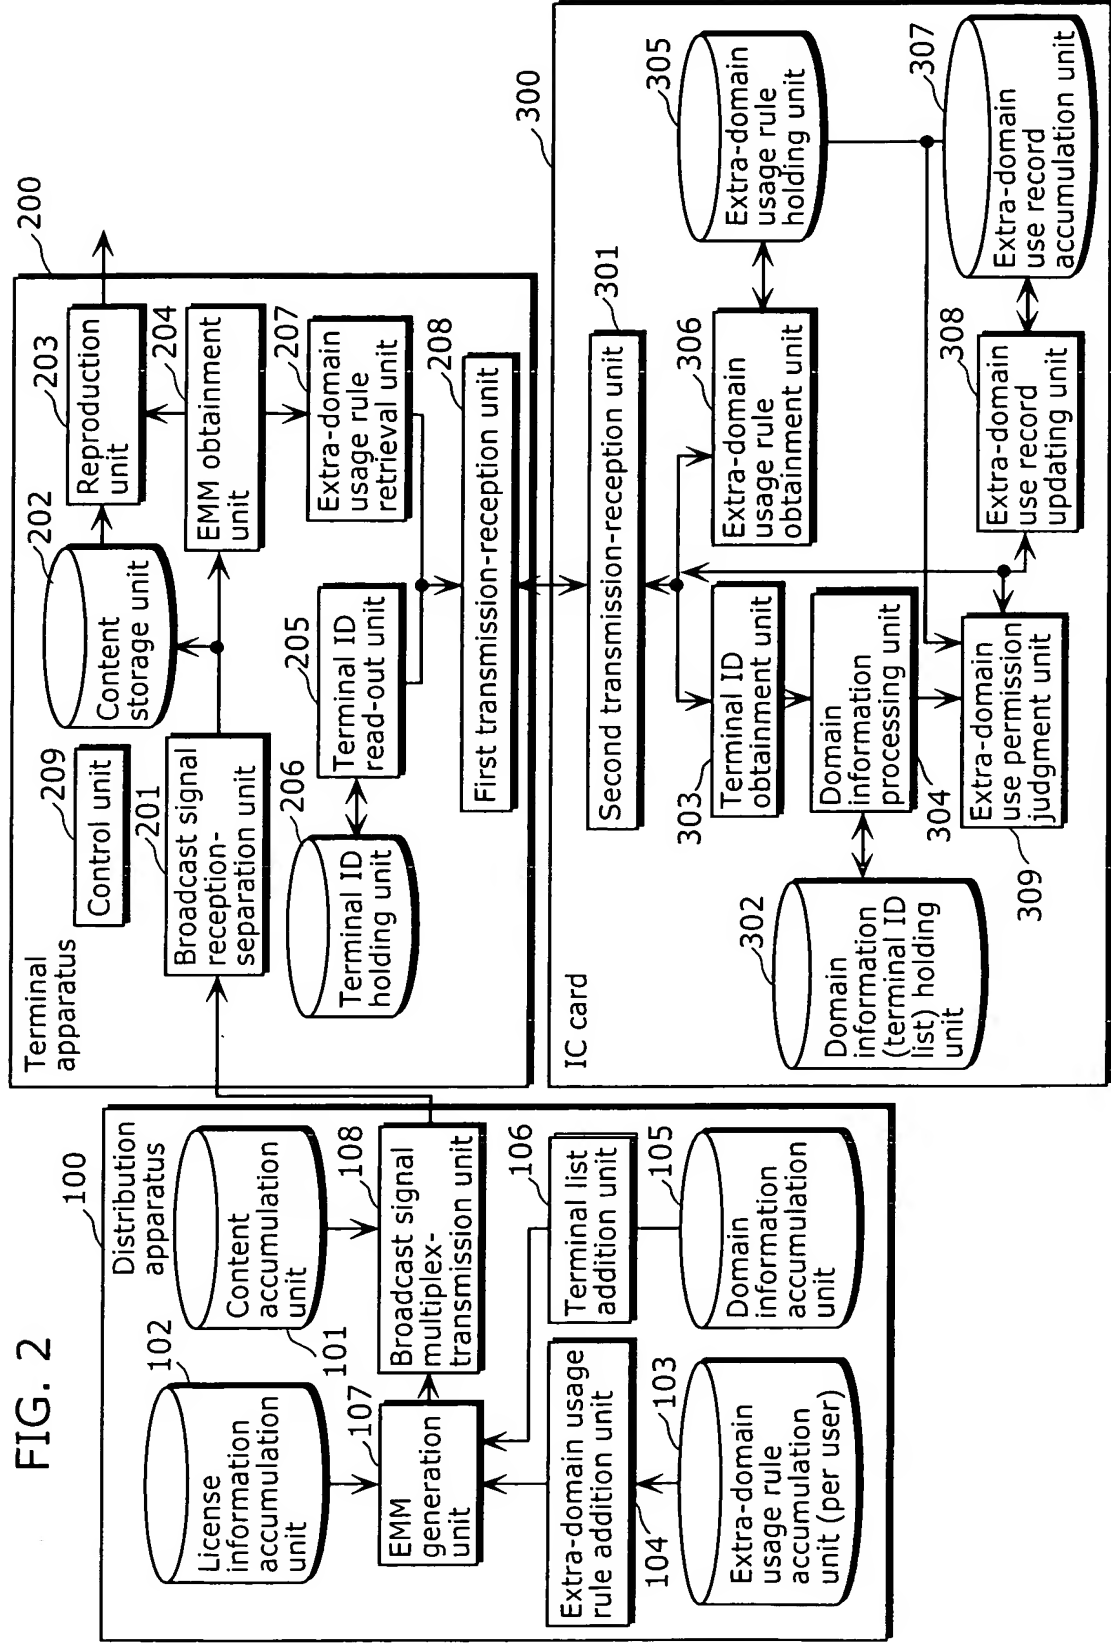 FIG. 2
100
Distribution
apparatus
102
License
information
accumulation
unit
Content
accumulation
unit
101
107
EMM
generation
unit
108
Broadcast signal
multiplex-
transmission unit
106
Extra-domain usage
rule addition unit
104
Terminal list
addition unit
103
Extra-domain
usage rule
accumulation
unit (per user)
105
Domain
information
accumulation
unit
200
Terminal
apparatus
209
Control unit
202
Content
storage unit
203
Reproduction
unit
201
Broadcast signal
reception-
separation unit
204
EMM obtainment
unit
206
Terminal ID
holding unit
205
Terminal ID
read-out unit
207
Extra-domain
usage rule
retrieval unit
208
First transmission-reception unit
300
IC card
301
Second transmission-reception unit
305
Extra-domain
usage rule
holding unit
303
Terminal ID
obtainment unit
306
Extra-domain
usage rule
obtainment unit
302
Domain
information
(terminal ID
list) holding
unit
Domain
information
processing unit
304
307
Extra-domain
use record
accumulation unit
309
Extra-domain
use permission
judgment unit
308
Extra-domain
use record
updating unit